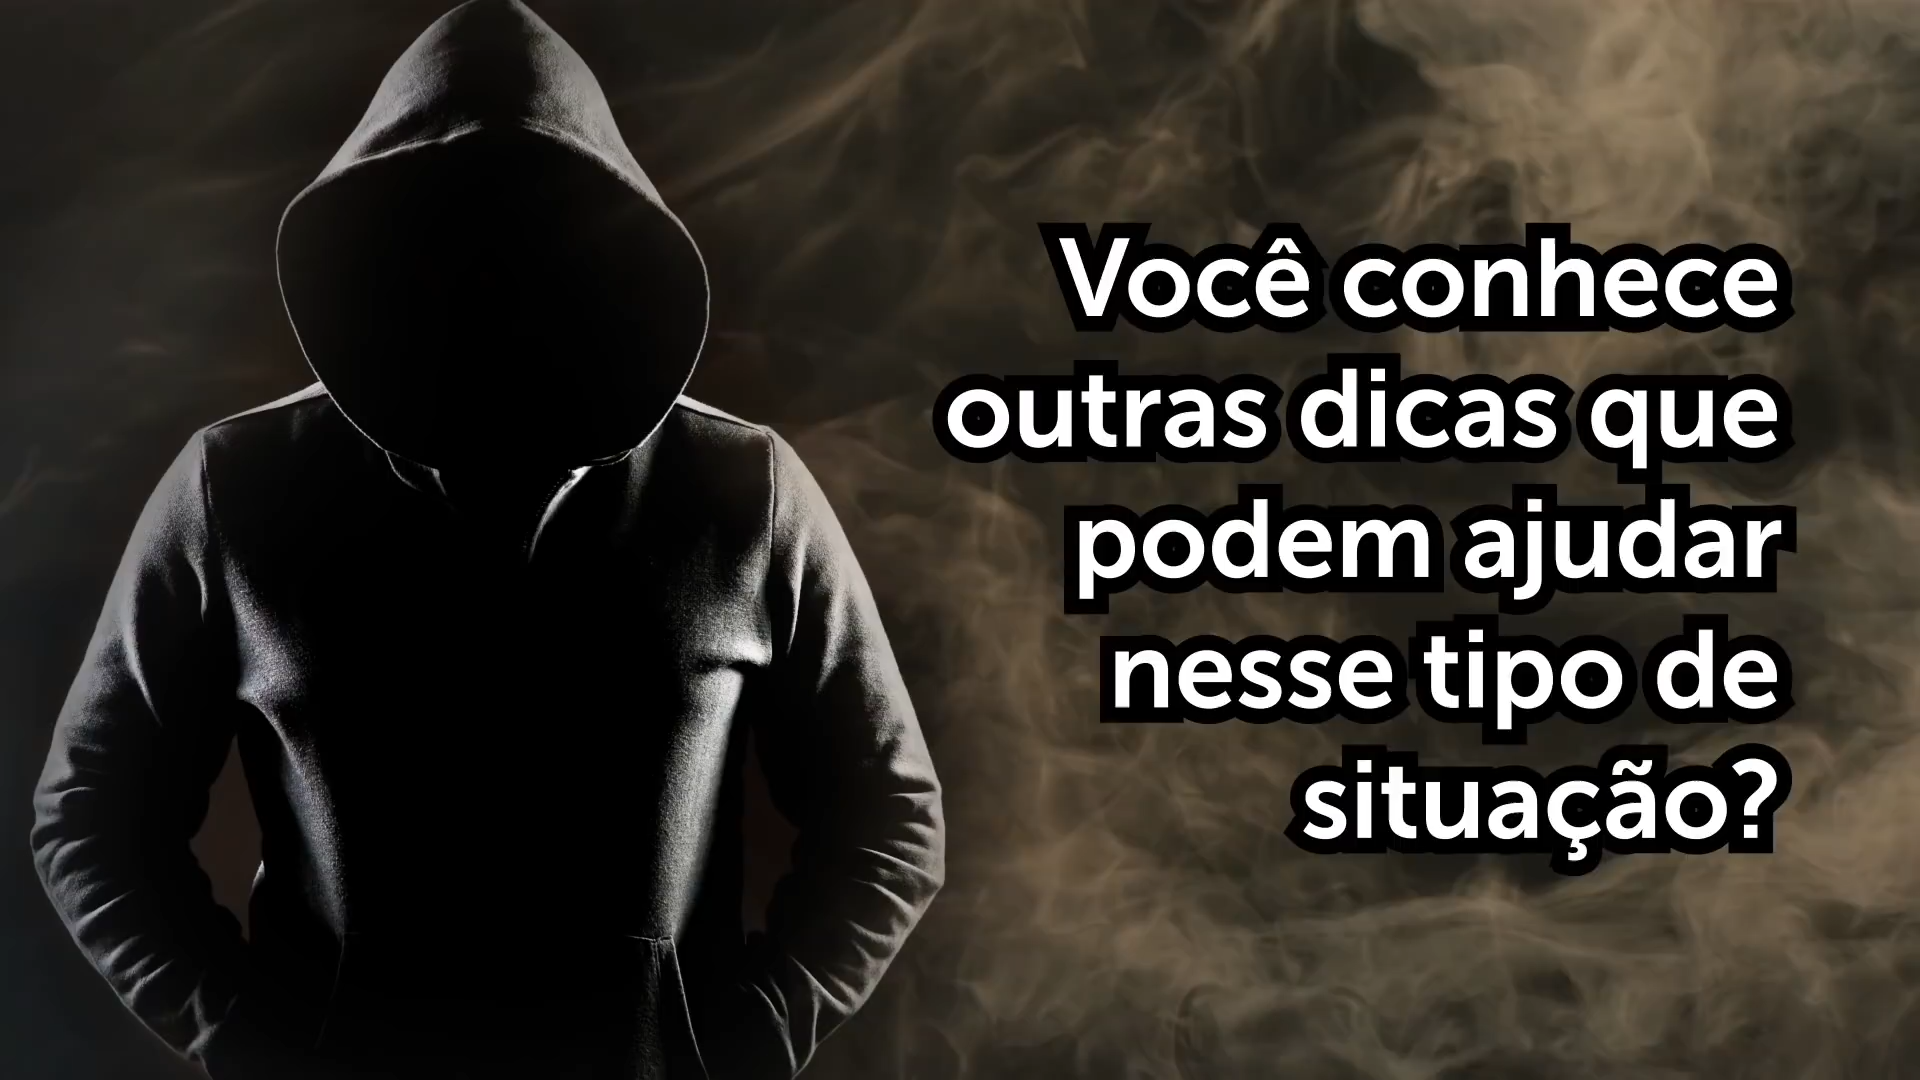 Você conhece
outras dicas que
podem ajudar
nesse tipo de
situação?